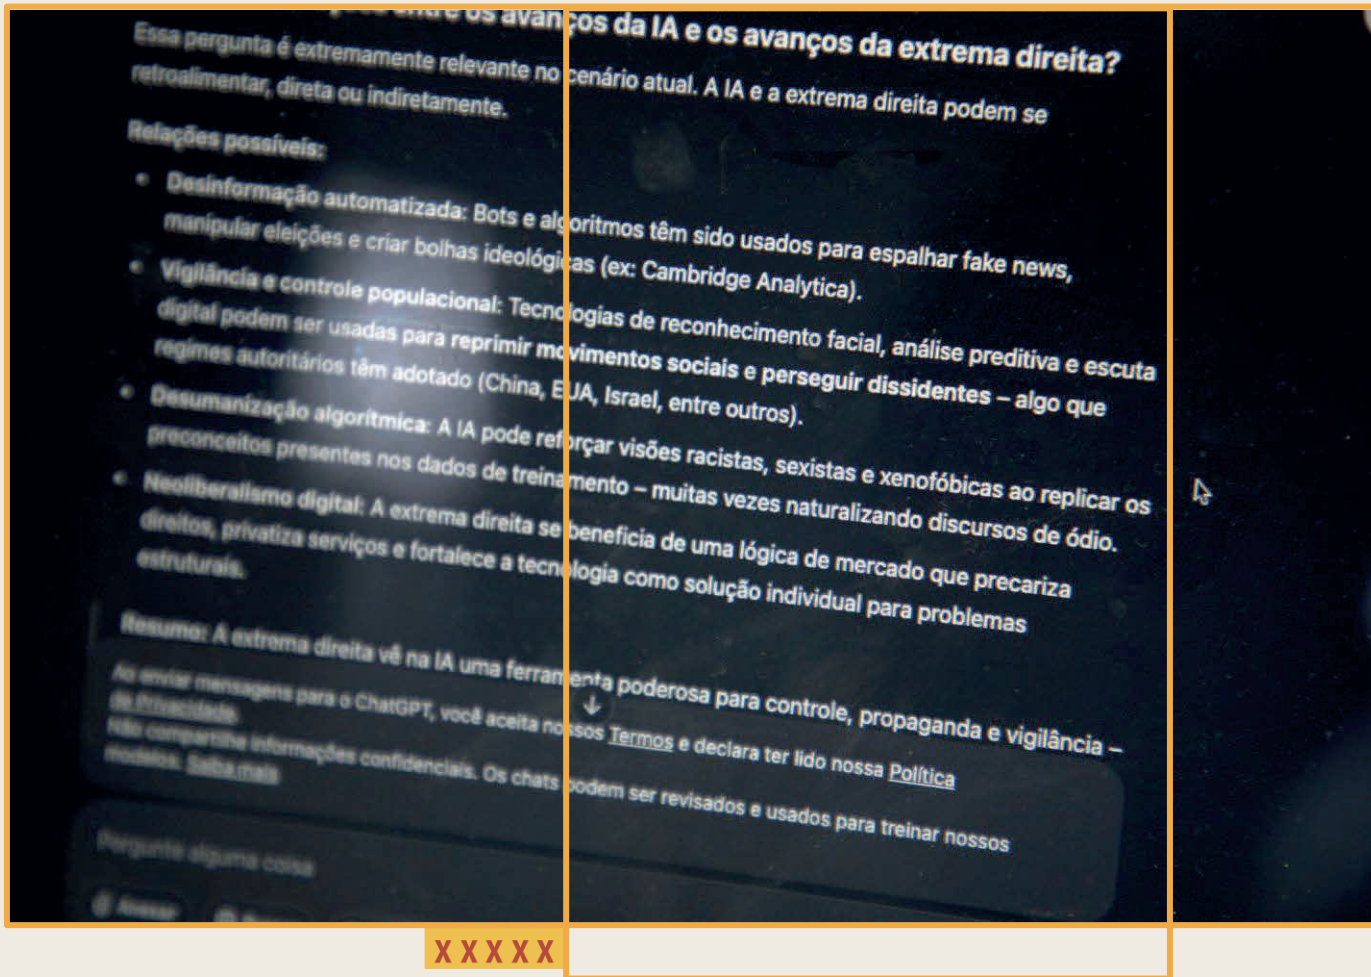 entre os avanços da IA e os avanços da extrema direita?
Essa pergunta é extremamente relevante no cenário atual. A IA e a extrema direita podem se
retroalimentar, direta ou indiretamente.
Relações possíveis:
• Desinformação automatizada: Bots e algoritmos têm sido usados para espalhar fake news,
manipular eleições e criar bolhas ideológicas (ex: Cambridge Analytica).
• Vigilância e controle populacional: Tecnologias de reconhecimento facial, análise preditiva e escuta
digital podem ser usadas para reprimir movimentos sociais e perseguir dissidentes – algo que
regimes autoritários têm adotado (China, EUA, Israel, entre outros).
• Desumanização algorítmica: A IA pode reforçar visões racistas, sexistas e xenofóbicas ao replicar os
preconceitos presentes nos dados de treinamento – muitas vezes naturalizando discursos de ódio.
• Neoliberalismo digital: A extrema direita se beneficia de uma lógica de mercado que precariza
direitos, privatiza serviços e fortalece a tecnologia como solução individual para problemas
estruturais.
Resumo: A extrema direita vê na IA uma ferramenta poderosa para controle, propaganda e vigilância –
Ao enviar mensagens para o ChatGPT, você aceita nossos Termos e declara ter lido nossa Política
de Privacidade.
Não compartilhe informações confidenciais. Os chats podem ser revisados e usados para treinar nossos
modelos. Saiba mais
Pergunte alguma coisa
Anexar
X X X X X